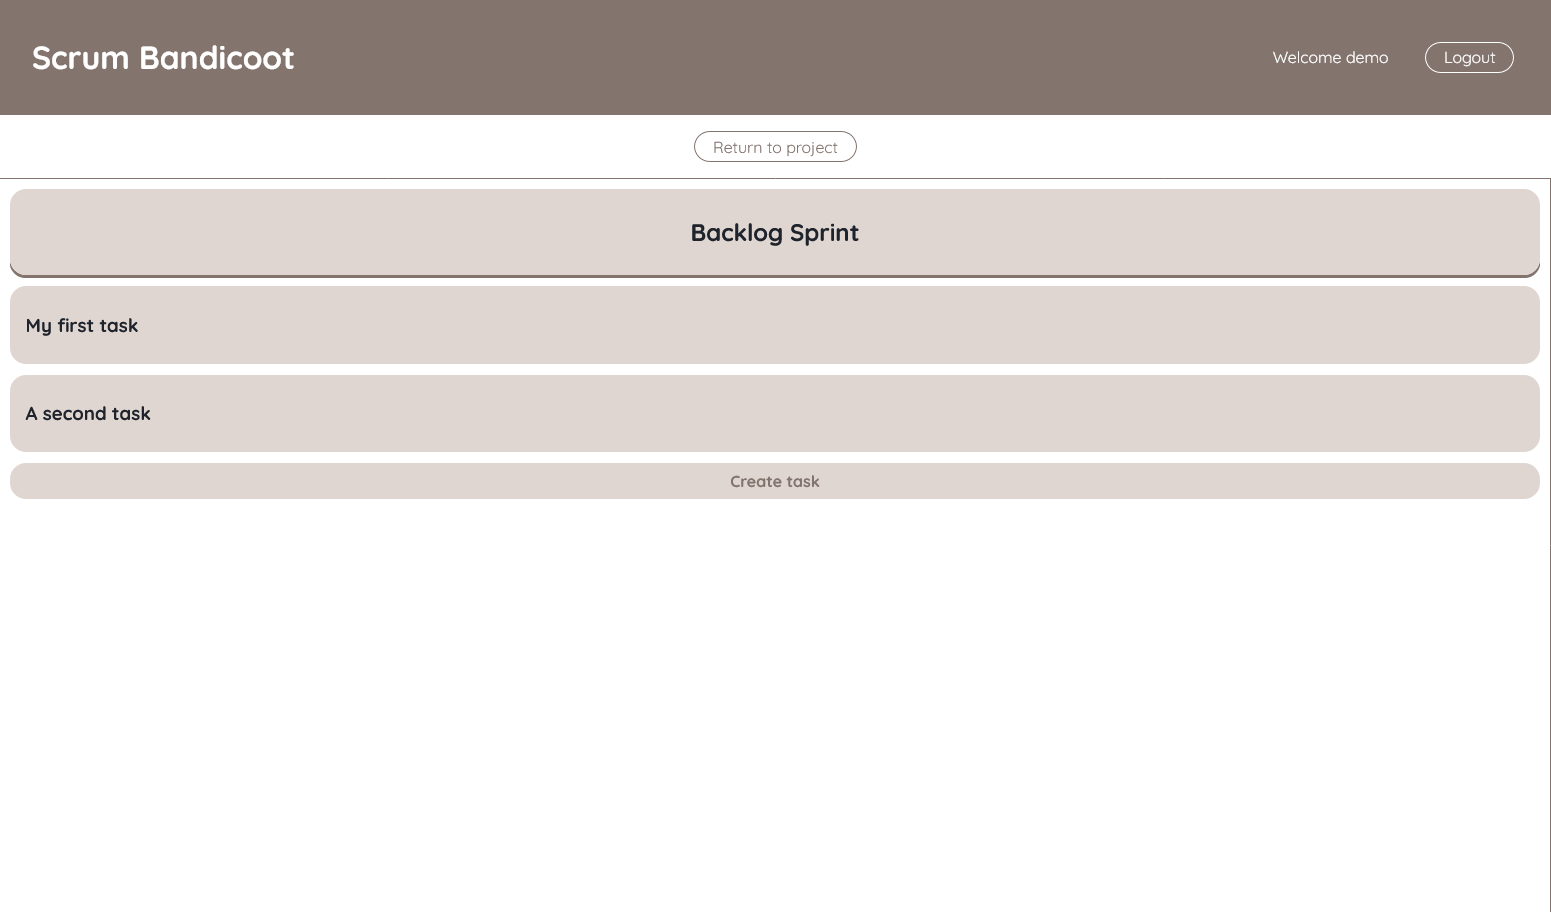 Scrum Bandicoot
Welcome demo
Logout
Return to project
Backlog Sprint
My first task
A second task
Create task